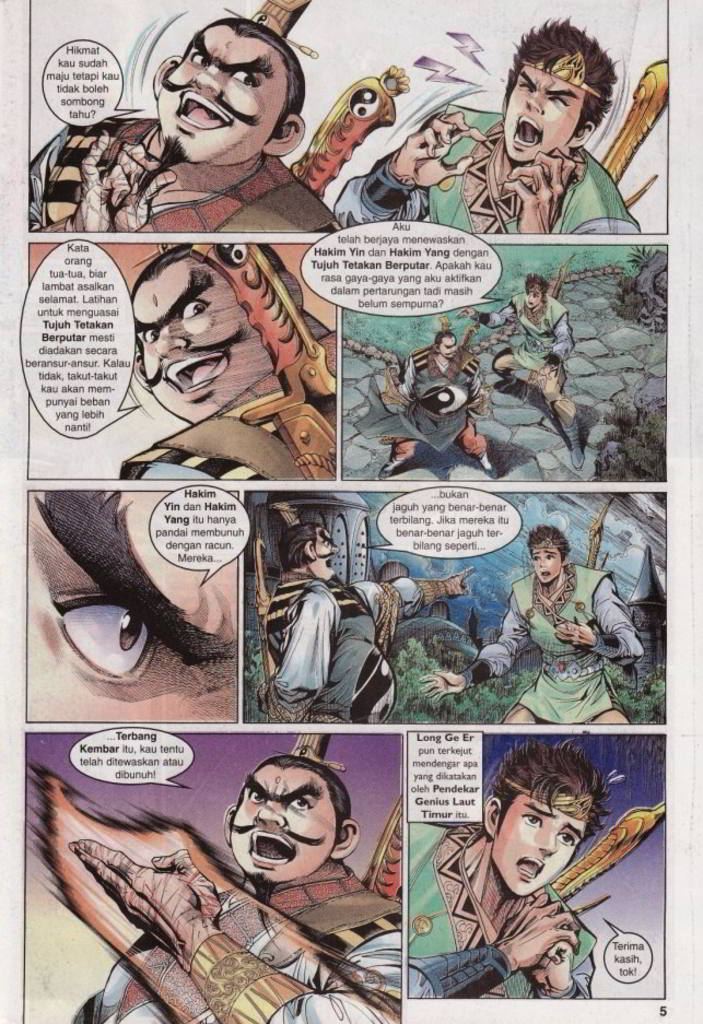 Hikmat
kau sudah
maju tetapi kau
tidak boleh
sombong
tahu?
Kata
orang
tua-tua, biar
lambat asalkan
selamat. Latihan
untuk menguasai
Tujuh Tetakan
Berputar mesti
diadakan secara
beransur-ansur. Kalau
tidak, takut-takut
kau akan mem-
punyai beban
yang lebih
nanti!
Aku
telah berjaya menewaskan
Hakim Yin dan Hakim Yang dengan
Tujuh Tetakan Berputar. Apakah kau
rasa gaya-gaya yang aku aktifkan
dalam pertarungan tadi masih
belum sempurna?
Hakim
Yin dan Hakim
Yang itu hanya
pandai membunuh
dengan racun.
Mereka...
...bukan
jaguh yang benar-benar
terbilang. Jika mereka itu
benar-benar jaguh ter-
bilang seperti...
...Terbang
Kembar itu, kau tentu
telah ditewaskan atau
dibunuh!
Long Ge Er
pun terkejut
mendengar apa
yang dikatakan
oleh Pendekar
Genius Laut
Timur itu.
Terima
kasih,
tok!
5